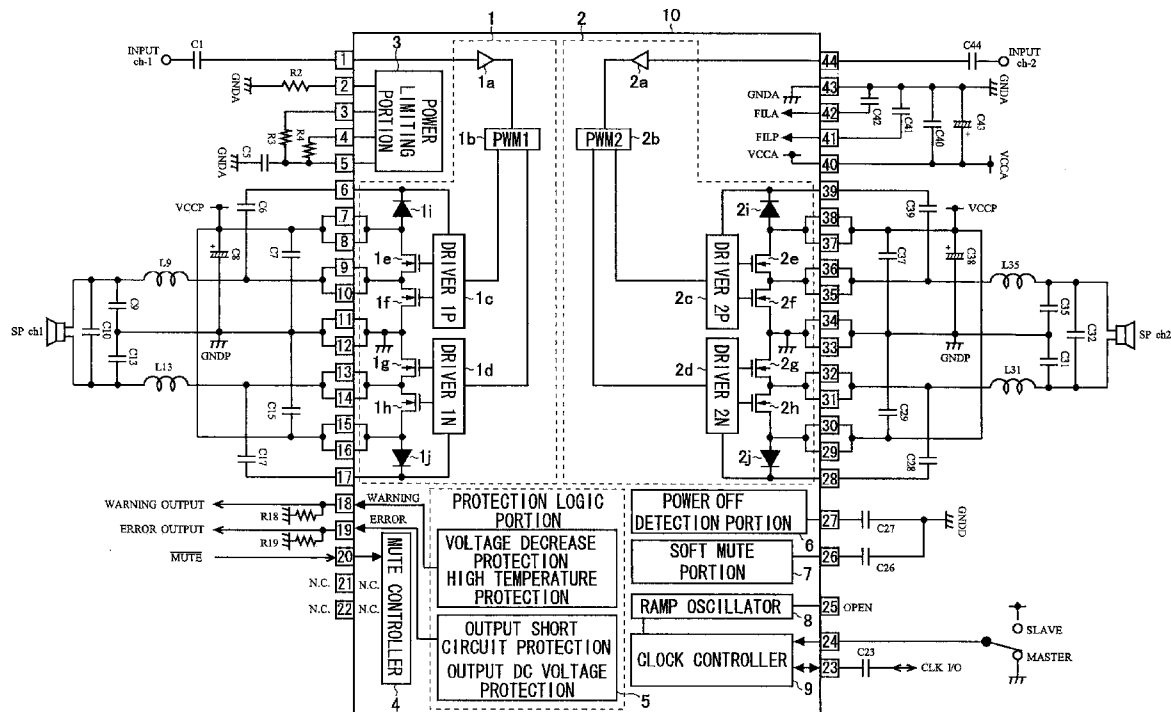 10
1
2
INPUT
ch-1
C1
1
1a
2a
44
C44
INPUT
ch-2
GNDA
R2
2
3
POWER
LIMITING
PORTION
43
GNDA
GNDA
3
R3
4
R4
FILA
42
C42
C41
C40
C43
GNDA
C5
5
1b
PWM1
PWM2
2b
FILP
41
VCCA
40
VCCA
6
C6
39
C39
VCCP
C8
C7
7
8
1i
2i
38
37
C37
VCCP
C38
L9
9
10
1e
1f
DRIVER 1P
1c
DRIVER 2P
2c
2e
2f
36
35
L35
SP ch1
C9
C10
C13
GNDP
11
12
34
33
GNDP
C35
C32
C31
SP ch2
L13
13
14
1g
1h
DRIVER 1N
1d
DRIVER 2N
2d
2g
2h
32
31
L31
C15
15
16
30
29
C29
C17
17
1j
2j
28
C28
WARNING OUTPUT
R18
18
WARNING
ERROR OUTPUT
R19
19
ERROR
MUTE
20
N.C.
21
N.C.
N.C.
22
N.C.
MUTE CONTROLLER
4
PROTECTION LOGIC
PORTION
VOLTAGE DECREASE
PROTECTION
HIGH TEMPERATURE
PROTECTION
OUTPUT SHORT
CIRCUIT PROTECTION
OUTPUT DC VOLTAGE
PROTECTION
5
POWER OFF
DETECTION PORTION
6
27
C27
GNDA
SOFT MUTE
PORTION
7
26
C26
RAMP OSCILLATOR
8
25
OPEN
CLOCK CONTROLLER
9
24
SLAVE
MASTER
23
C23
CLK I/O